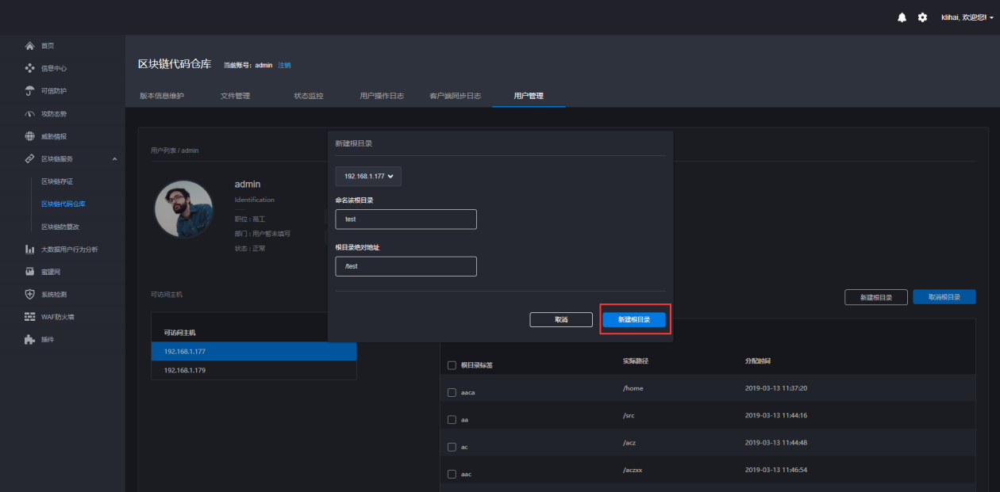 klihai, 欢迎您!
首页
信息中心
可信防护
攻防态势
威胁情报
区块链服务
区块链存证
区块链代码仓库
区块链防篡改
大数据用户行为分析
蜜罐网
系统检测
WAF防火墙
插件
区块链代码仓库 当前账号：admin 注销
版本信息维护 文件管理 状态监控 用户操作日志 客户端同步日志 用户管理
用户列表 / admin
admin
Identification
职位 : 高工
部门 : 用户暂未填写
状态 : 正常
新建根目录
192.168.1.177
命名该根目录
test
根目录绝对地址
/test
取消 新建根目录
可访问主机
新建根目录 取消根目录
可访问主机
192.168.1.177
192.168.1.179
根目录标签 实际路径 分配时间
aaca /home 2019-03-13 11:37:20
aa /src 2019-03-13 11:44:16
ac /acz 2019-03-13 11:44:48
aac /aczxx 2019-03-13 11:46:54